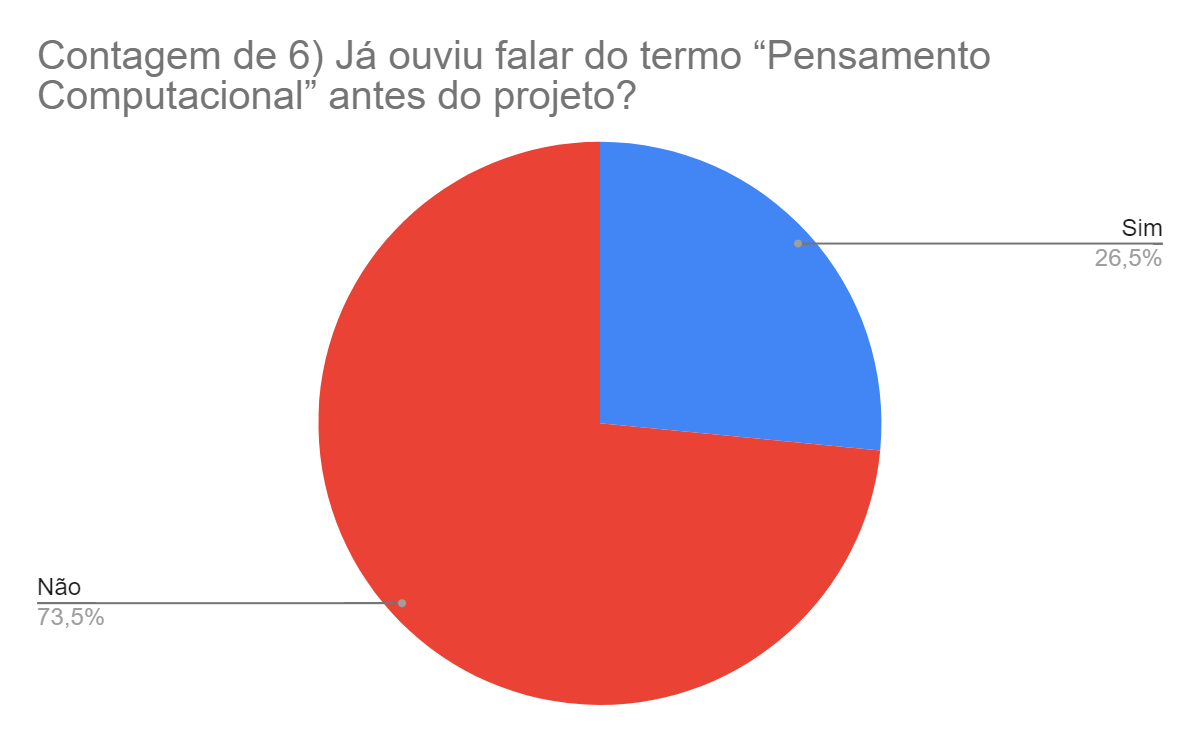 Contagem de 6) Já ouviu falar do termo “Pensamento
Computacional” antes do projeto?
Sim
26,5%
Não
73,5%